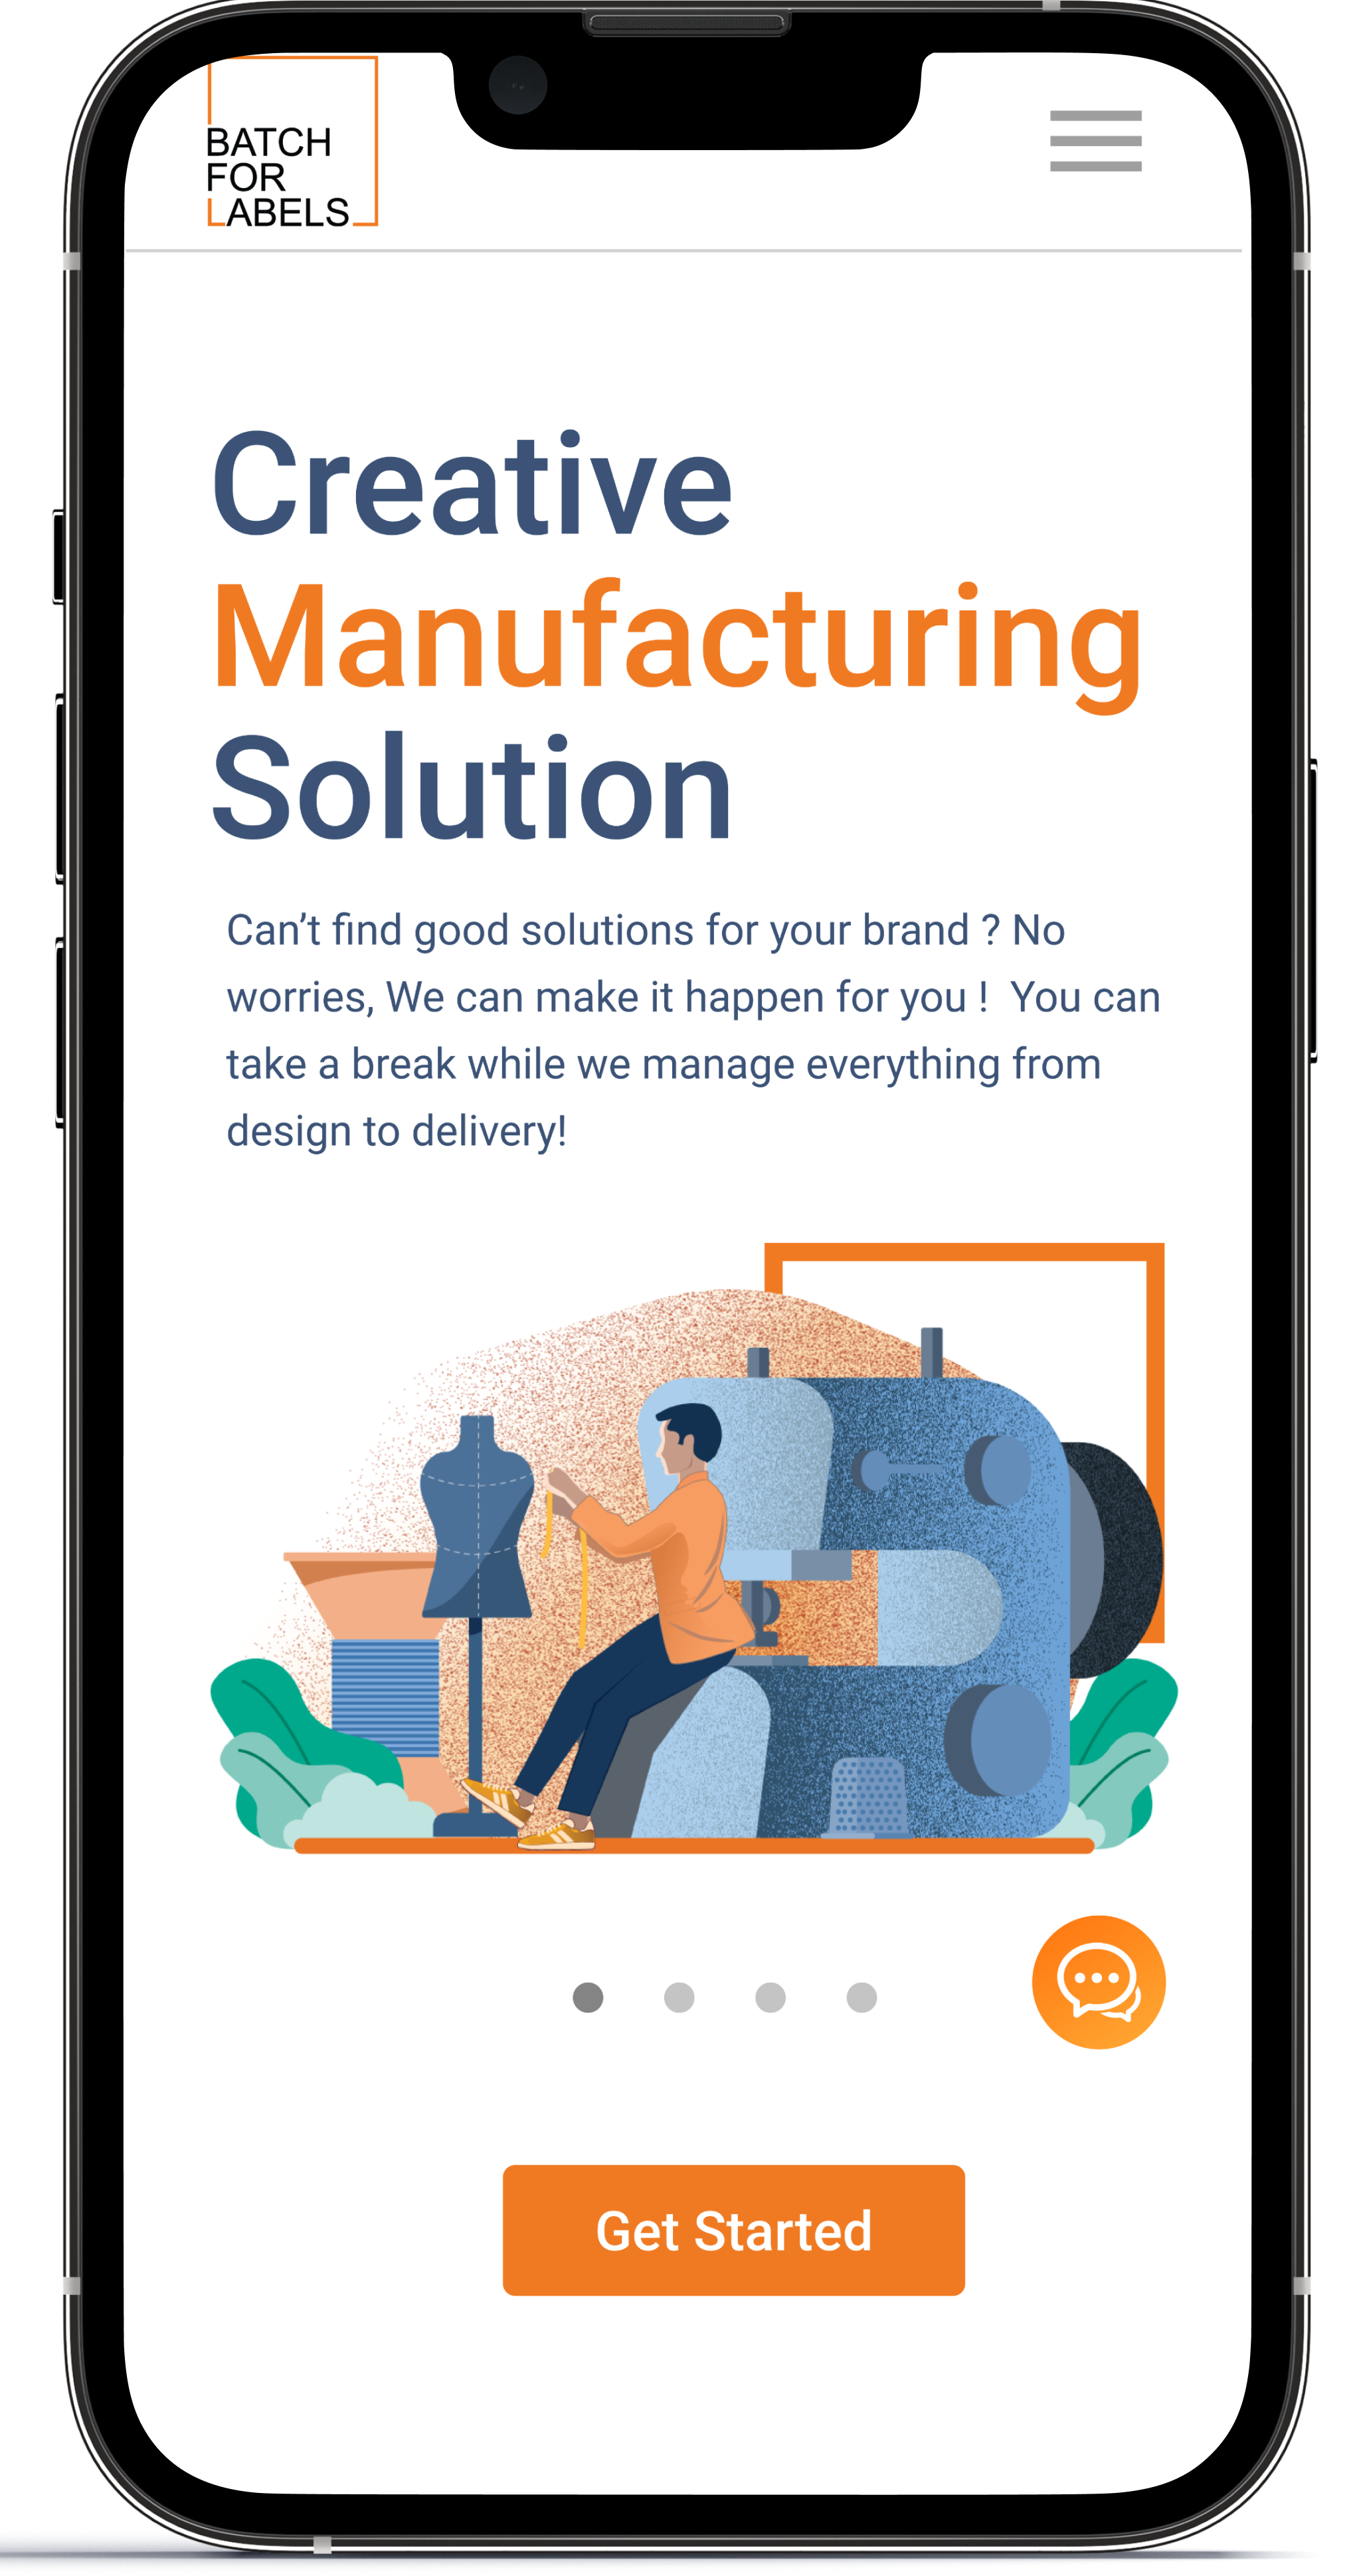 BATCH
FOR
LABELS
Creative
Manufacturing
Solution
Can’t find good solutions for your brand ? No
worries, We can make it happen for you !  You can
take a break while we manage everything from
design to delivery!
Get Started